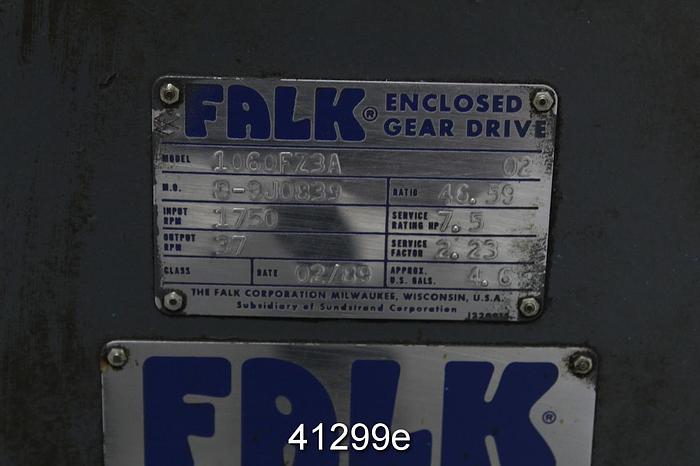 FALK® ENCLOSED
GEAR DRIVE
MODEL 1060FZ3A 02
M.O. 8-9J0839 RATIO 46.59
INPUT RPM 1750 SERVICE RATING HP 7.5
OUTPUT RPM 37 SERVICE FACTOR 2.23
CLASS DATE 02/89 APPROX. U.S. GALS. 4.6
THE FALK CORPORATION MILWAUKEE, WISCONSIN, U.S.A.
Subsidiary of Sundstrand Corporation
FALK®
41299e